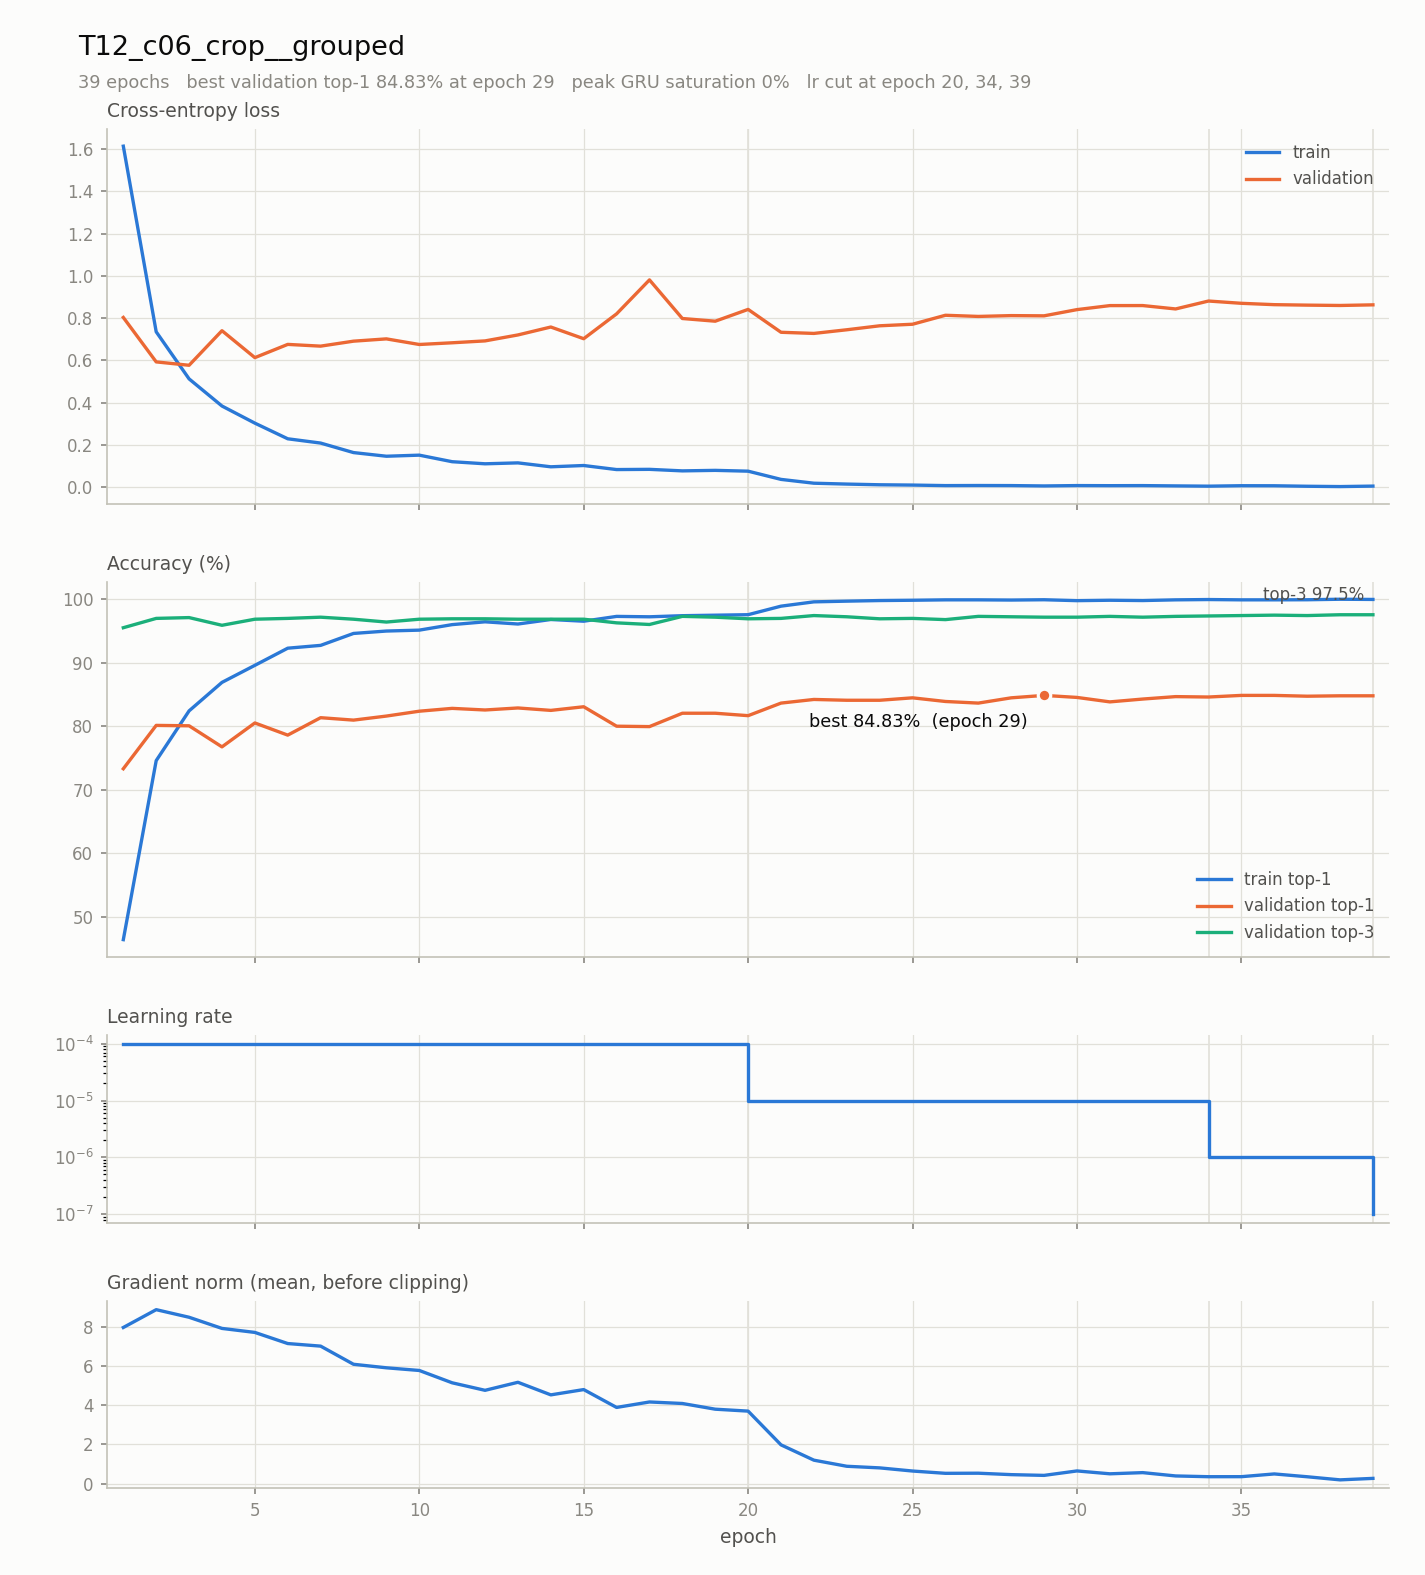 T12_c06_crop__grouped
39 epochs   best validation top-1 84.83% at epoch 29   peak GRU saturation 0%   lr cut at epoch 20, 34, 39
Cross-entropy loss
1.6
1.4
1.2
1.0
0.8
0.6
0.4
0.2
0.0
train
validation
Accuracy (%)
100
90
80
70
60
50
top-3 97.5%
best 84.83%  (epoch 29)
train top-1
validation top-1
validation top-3
Learning rate
10⁻⁴
10⁻⁵
10⁻⁶
10⁻⁷
Gradient norm (mean, before clipping)
8
6
4
2
0
5 10 15 20 25 30 35
epoch